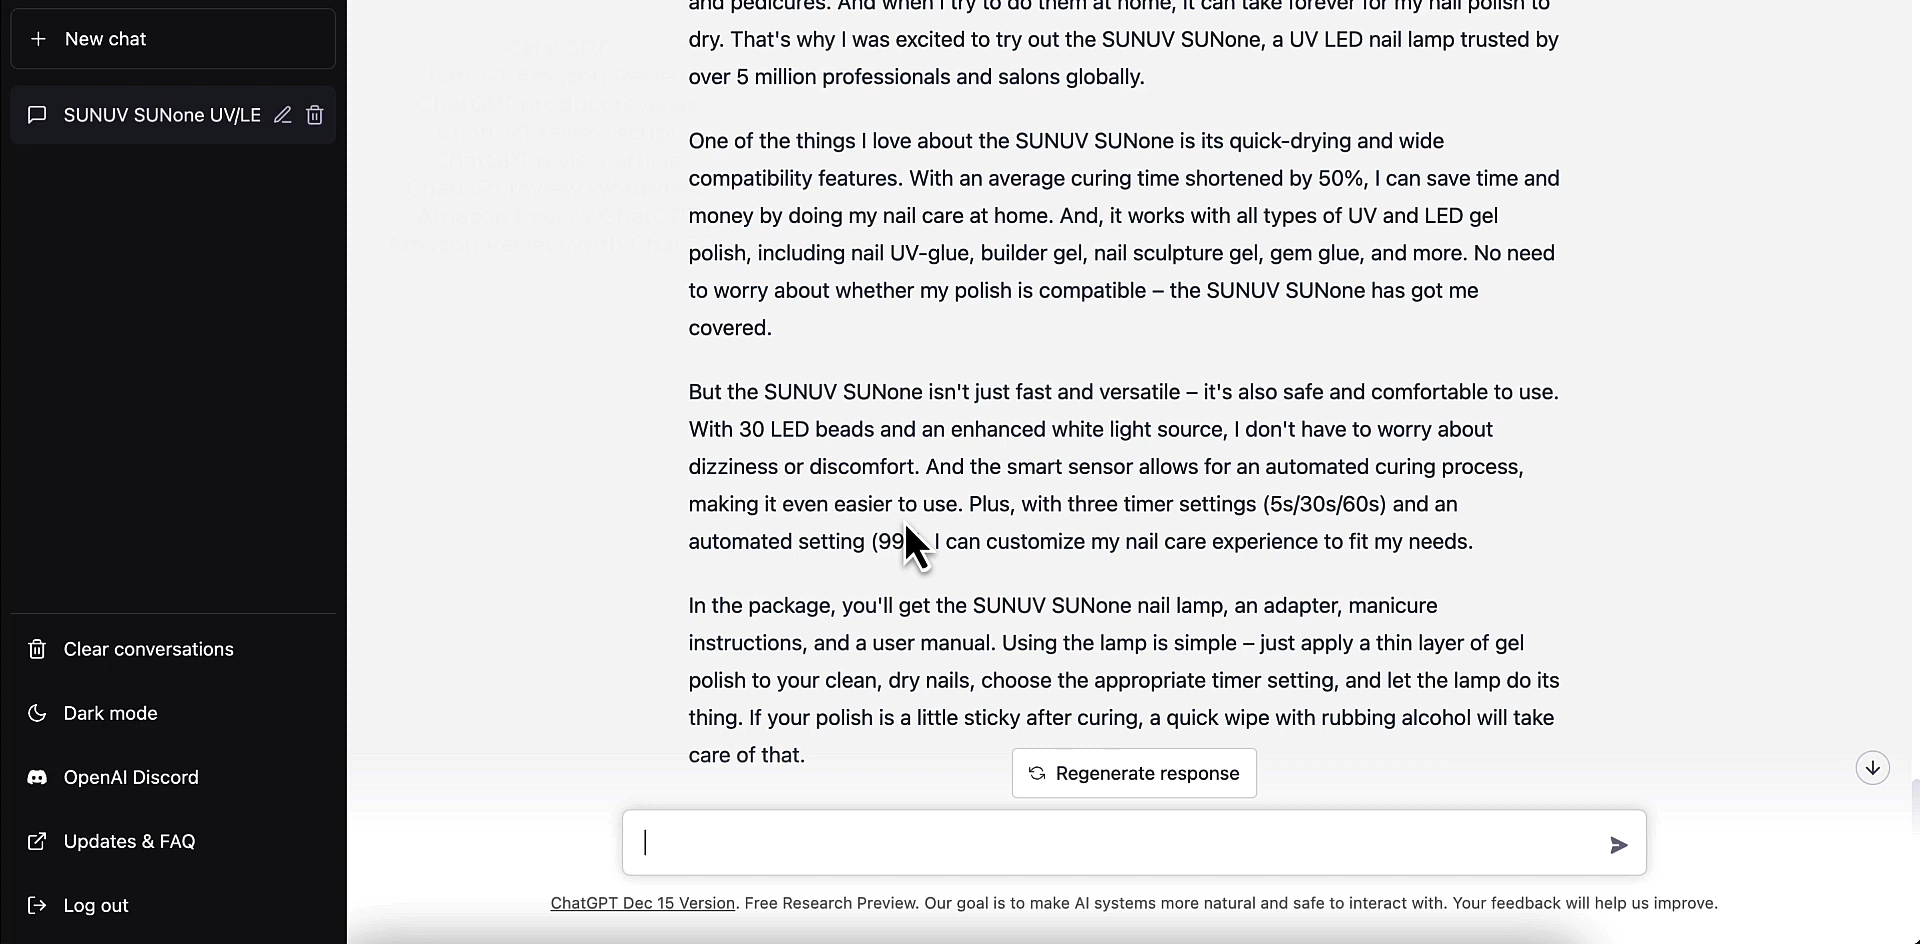 New chat
SUNUV SUNone UV/LE
Clear conversations
Dark mode
OpenAI Discord
Updates & FAQ
Log out
and pedicures. And when I try to do them at home, it can take forever for my nail polish to
dry. That's why I was excited to try out the SUNUV SUNone, a UV LED nail lamp trusted by
over 5 million professionals and salons globally.
One of the things I love about the SUNUV SUNone is its quick-drying and wide
compatibility features. With an average curing time shortened by 50%, I can save time and
money by doing my nail care at home. And, it works with all types of UV and LED gel
polish, including nail UV-glue, builder gel, nail sculpture gel, gem glue, and more. No need
to worry about whether my polish is compatible – the SUNUV SUNone has got me
covered.
But the SUNUV SUNone isn't just fast and versatile – it's also safe and comfortable to use.
With 30 LED beads and an enhanced white light source, I don't have to worry about
dizziness or discomfort. And the smart sensor allows for an automated curing process,
making it even easier to use. Plus, with three timer settings (5s/30s/60s) and an
automated setting (99 I can customize my nail care experience to fit my needs.
In the package, you'll get the SUNUV SUNone nail lamp, an adapter, manicure
instructions, and a user manual. Using the lamp is simple – just apply a thin layer of gel
polish to your clean, dry nails, choose the appropriate timer setting, and let the lamp do its
thing. If your polish is a little sticky after curing, a quick wipe with rubbing alcohol will take
care of that.
Regenerate response
ChatGPT Dec 15 Version. Free Research Preview. Our goal is to make AI systems more natural and safe to interact with. Your feedback will help us improve.